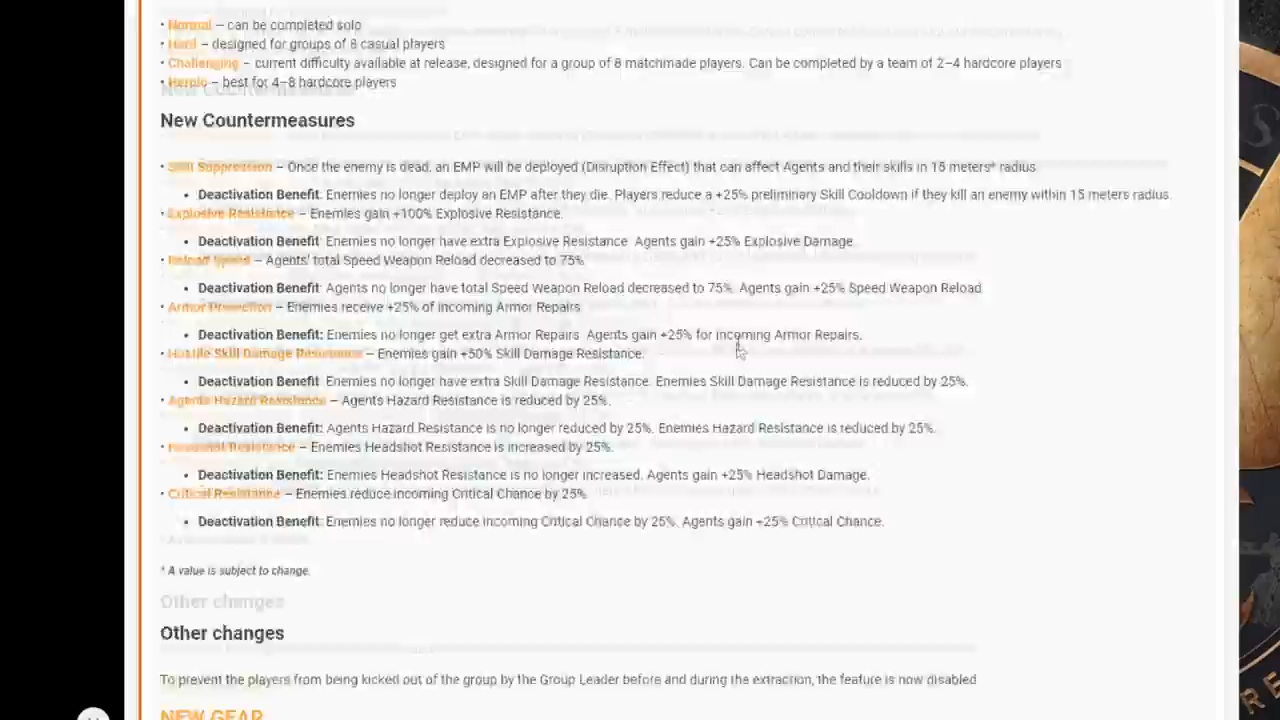 • Normal – can be completed solo
• Hard – designed for groups of 8 casual players
• Challenging – current difficulty available at release, designed for a group of 8 matchmade players. Can be completed by a team of 2–4 hardcore players
• Heroic – best for 4–8 hardcore players
New Countermeasures
• Skill Suppression – Once the enemy is dead, an EMP will be deployed (Disruption Effect) that can affect Agents and their skills in 15 meters* radius.
• Deactivation Benefit: Enemies no longer deploy an EMP after they die. Players reduce a +25% preliminary Skill Cooldown if they kill an enemy within 15 meters radius.
• Explosive Resistance – Enemies gain +100% Explosive Resistance.
• Deactivation Benefit: Enemies no longer have extra Explosive Resistance. Agents gain +25% Explosive Damage.
• Reload Speed – Agents' total Speed Weapon Reload decreased to 75%.
• Deactivation Benefit: Agents no longer have total Speed Weapon Reload decreased to 75%. Agents gain +25% Speed Weapon Reload
• Armor Prevention – Enemies receive +25% of incoming Armor Repairs.
• Deactivation Benefit: Enemies no longer get extra Armor Repairs. Agents gain +25% for incoming Armor Repairs.
• Hostile Skill Damage Resistance – Enemies gain +50% Skill Damage Resistance.
• Deactivation Benefit: Enemies no longer have extra Skill Damage Resistance. Enemies Skill Damage Resistance is reduced by 25%.
• Agents Hazard Resistance – Agents Hazard Resistance is reduced by 25%.
• Deactivation Benefit: Agents Hazard Resistance is no longer reduced by 25%. Enemies Hazard Resistance is reduced by 25%.
• Headshot Resistance – Enemies Headshot Resistance is increased by 25%.
• Deactivation Benefit: Enemies Headshot Resistance is no longer increased. Agents gain +25% Headshot Damage.
• Critical Resistance – Enemies reduce incoming Critical Chance by 25%.
• Deactivation Benefit: Enemies no longer reduce incoming Critical Chance by 25%. Agents gain +25% Critical Chance.
* A value is subject to change.
Other changes
Other changes
To prevent the players from being kicked out of the group by the Group Leader before and during the extraction, the feature is now disabled
NEW GEAR